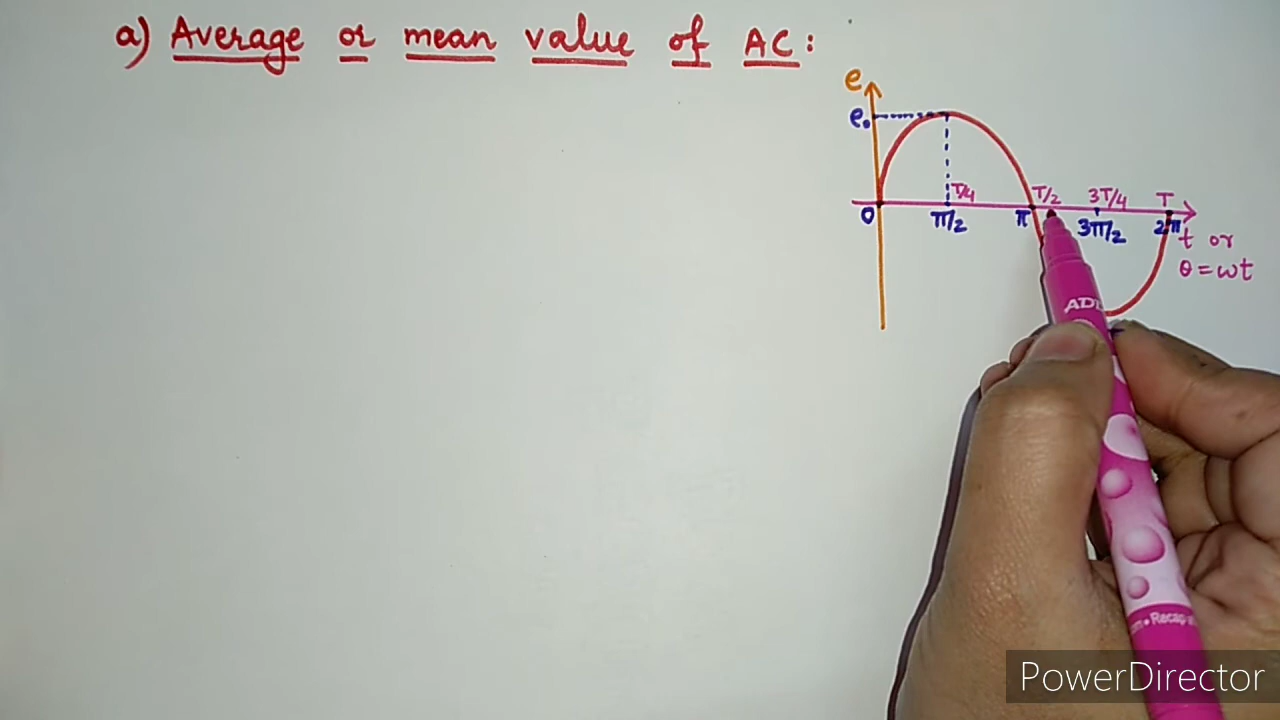 a) Average or mean value of AC:
e
e₀
T/4 T/2 3T/4 T
0 π/2 π 3π/2 2π
t or
θ = ωt
PowerDirector